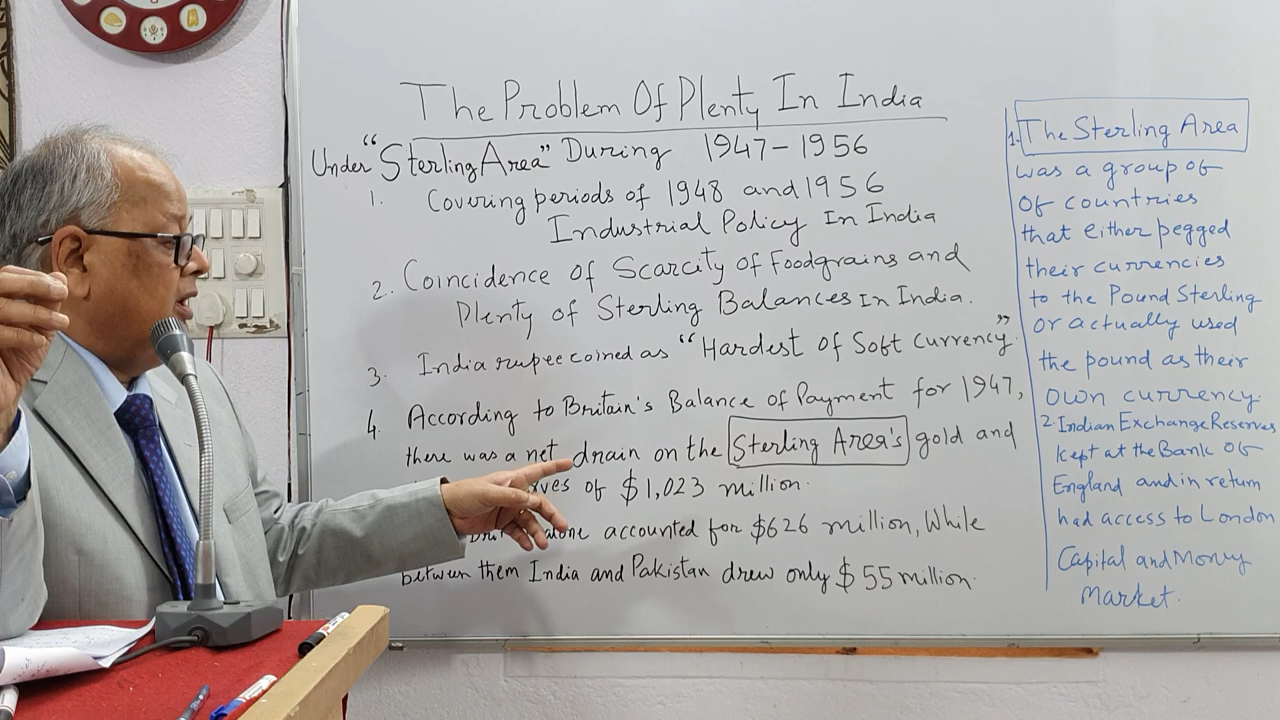 The Problem Of Plenty In India
Under "Sterling Area" During 1947-1956
1. Covering periods of 1948 and 1956
Industrial Policy In India
2. Coincidence of Scarcity of Foodgrains and
Plenty of Sterling Balances In India.
3. India rupee coined as "Hardest of Soft Currency"
4. According to Britain's Balance of Payment for 1947,
there was a net drain on the Sterling Area's gold and
of $1,023 million.
alone accounted for $626 million, While
between them India and Pakistan drew only $55 million.
1. The Sterling Area
was a group of
of countries
that either pegged
their currencies
to the Pound Sterling
or actually used
the pound as their
own currency.
2. Indian Exchange Reserves
kept at the Bank of
England and in return
had access to London
Capital and Money
Market.